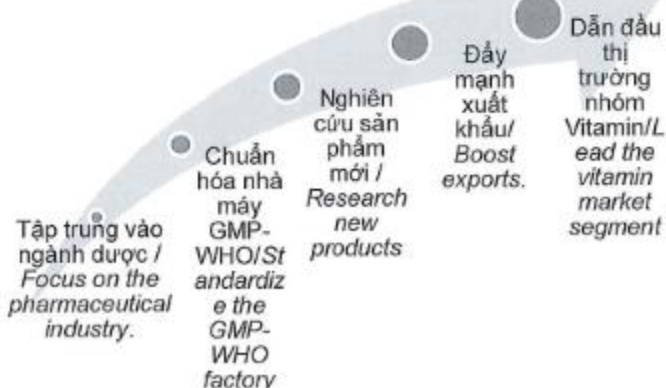 Tập trung vào
ngành dược /
Focus on the
pharmaceutical
industry.
Chuẩn
hóa nhà
máy
GMP-
WHO/St
andardiz
e the
GMP-
WHO
factory
Nghiên
cứu sản
phẩm
mới /
Research
new
products
Đẩy
mạnh
xuất
khẩu/
Boost
exports.
Dẫn đầu
thị
trường
nhóm
Vitamin/L
ead the
vitamin
market
segment